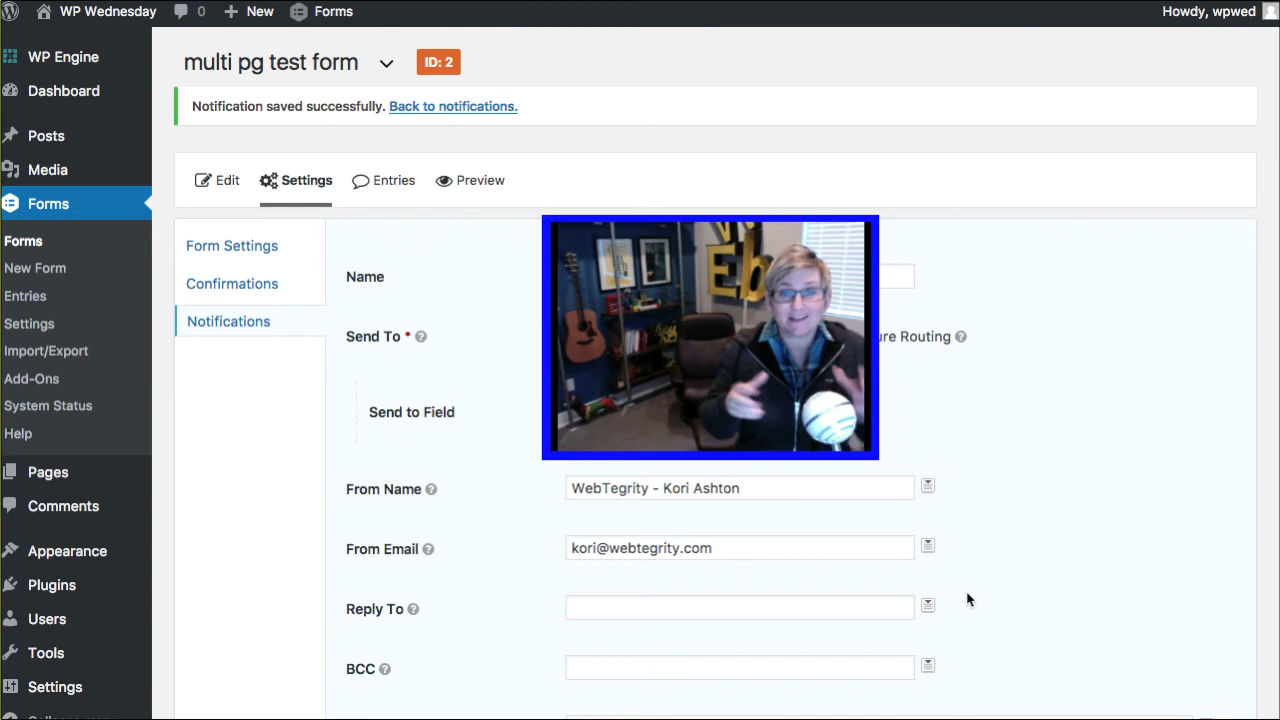 WP Wednesday 0 New Forms Howdy, wpwed
WP Engine
Dashboard
Posts
Media
Forms
Forms
New Form
Entries
Settings
Import/Export
Add-Ons
System Status
Help
Pages
Comments
Appearance
Plugins
Users
Tools
Settings
multi pg test form ID: 2
Notification saved successfully. Back to notifications.
Edit Settings Entries Preview
Form Settings
Confirmations
Notifications
Name
Send To * ure Routing
Send to Field
From Name WebTegrity - Kori Ashton
From Email kori@webtegrity.com
Reply To
BCC
Eb